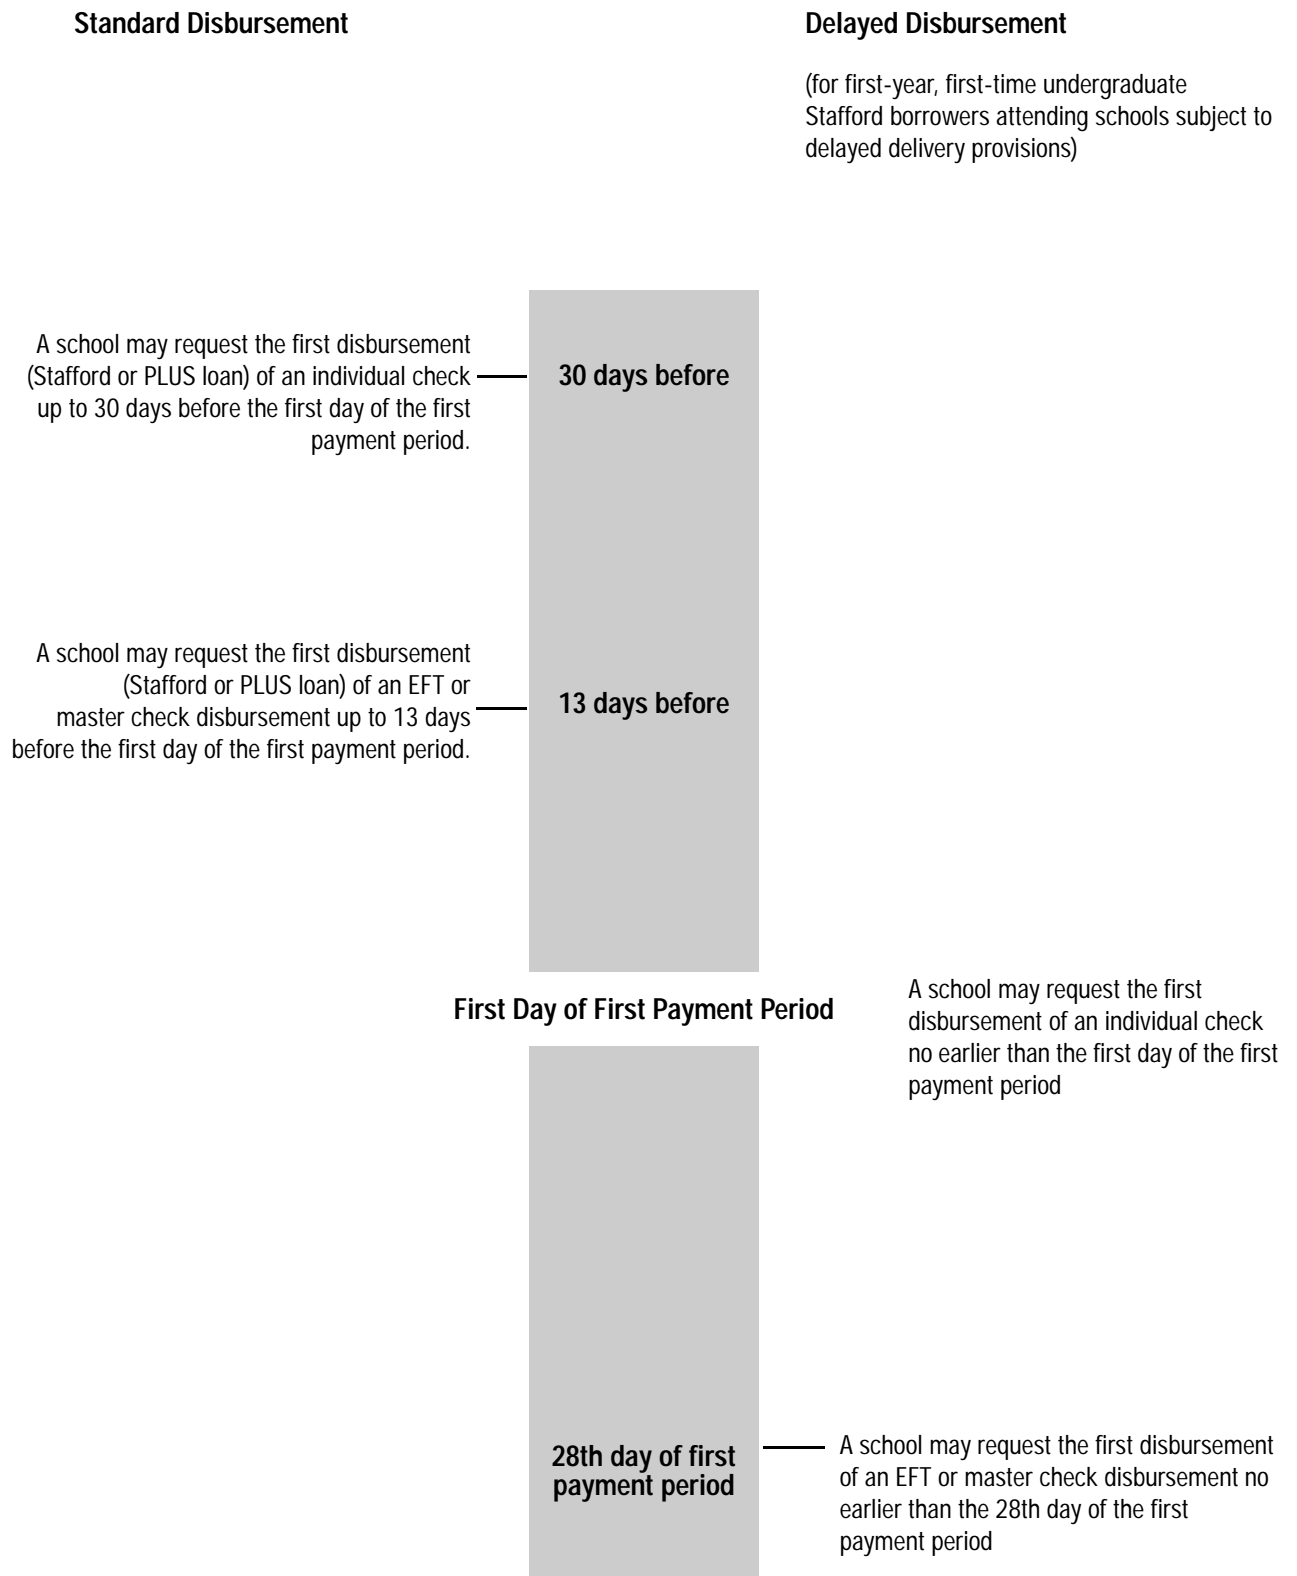 Standard Disbursement
Delayed Disbursement
(for first-year, first-time undergraduate
Stafford borrowers attending schools subject to
delayed delivery provisions)
A school may request the first disbursement
(Stafford or PLUS loan) of an individual check
up to 30 days before the first day of the first
payment period.
30 days before
A school may request the first disbursement
(Stafford or PLUS loan) of an EFT or
master check disbursement up to 13 days
before the first day of the first payment period.
13 days before
First Day of First Payment Period
A school may request the first
disbursement of an individual check
no earlier than the first day of the first
payment period
28th day of first
payment period
A school may request the first disbursement
of an EFT or master check disbursement no
earlier than the 28th day of the first
payment period